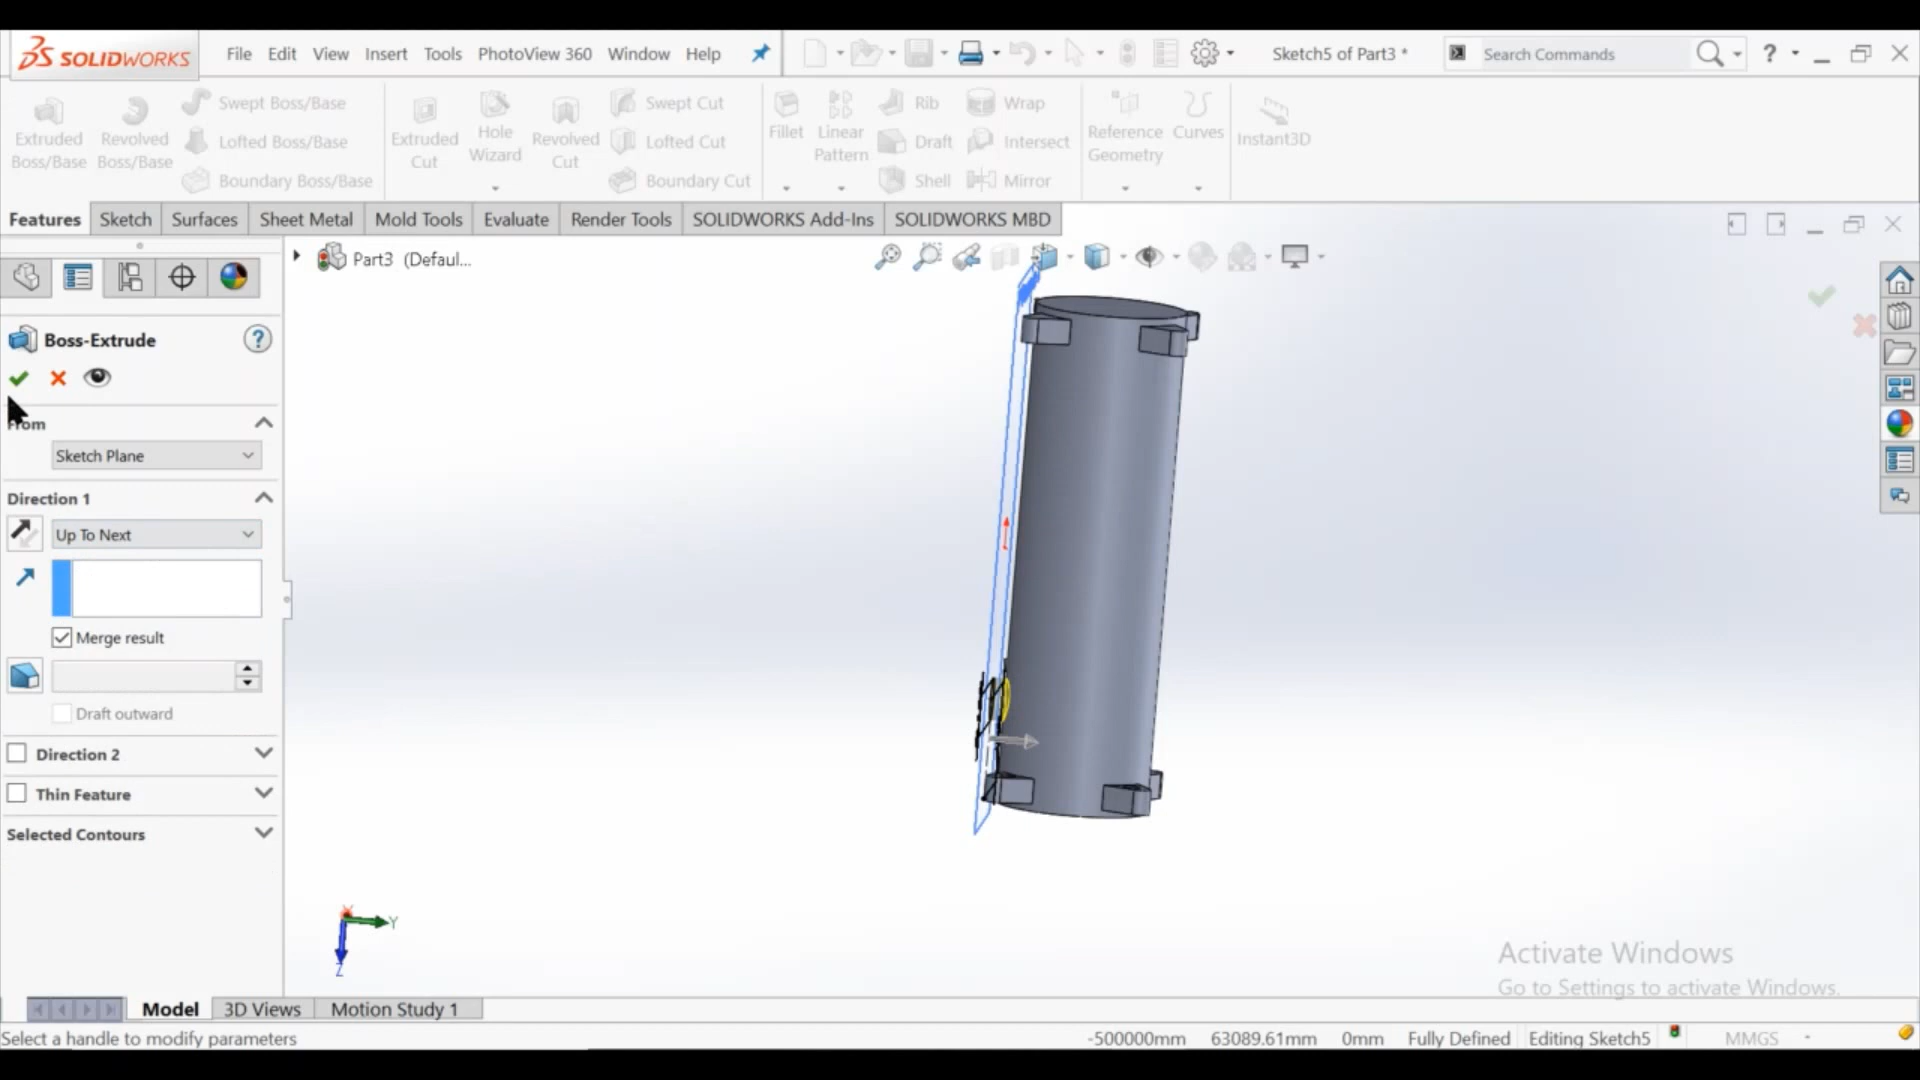 SOLIDWORKS File Edit View Insert Tools PhotoView 360 Window Help Sketch5 of Part3 * Search Commands ?
Extruded Boss/Base
Revolved Boss/Base
Swept Boss/Base
Lofted Boss/Base
Boundary Boss/Base
Extruded Cut
Hole Wizard
Revolved Cut
Swept Cut
Lofted Cut
Boundary Cut
Fillet
Linear Pattern
Rib
Draft
Shell
Wrap
Intersect
Mirror
Reference Geometry
Curves
Instant3D
Features Sketch Surfaces Sheet Metal Mold Tools Evaluate Render Tools SOLIDWORKS Add-Ins SOLIDWORKS MBD
Part3 (Defaul...
Boss-Extrude ?
From
Sketch Plane
Direction 1
Up To Next
Merge result
Draft outward
Direction 2
Thin Feature
Selected Contours
Y
Z
Activate Windows
Go to Settings to activate Windows.
Model 3D Views Motion Study 1
Select a handle to modify parameters -500000mm 63089.61mm 0mm Fully Defined Editing Sketch5 MMGS -